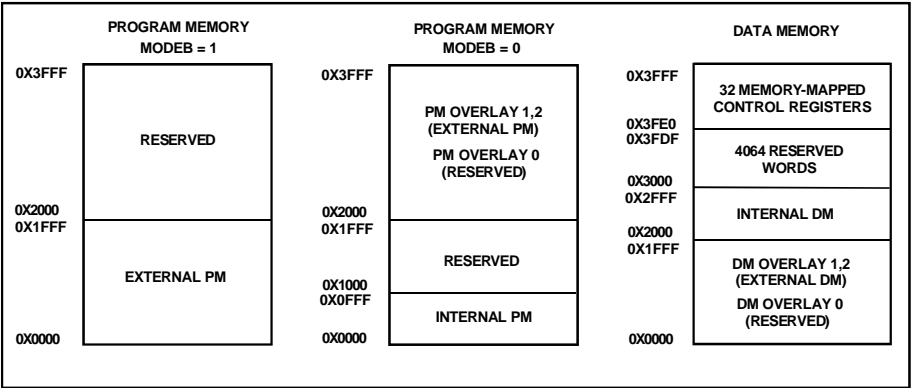 PROGRAM MEMORY
MODEB = 1
0X3FFF
RESERVED
0X2000
0X1FFF
EXTERNAL PM
0X0000
PROGRAM MEMORY
MODEB = 0
0X3FFF
PM OVERLAY 1,2
(EXTERNAL PM)
PM OVERLAY 0
(RESERVED)
0X2000
0X1FFF
RESERVED
0X1000
0X0FFF
INTERNAL PM
0X0000
DATA MEMORY
0X3FFF
32 MEMORY-MAPPED
CONTROL REGISTERS
0X3FE0
0X3FDF
4064 RESERVED
WORDS
0X3000
0X2FFF
INTERNAL DM
0X2000
0X1FFF
DM OVERLAY 1,2
(EXTERNAL DM)
DM OVERLAY 0
(RESERVED)
0X0000